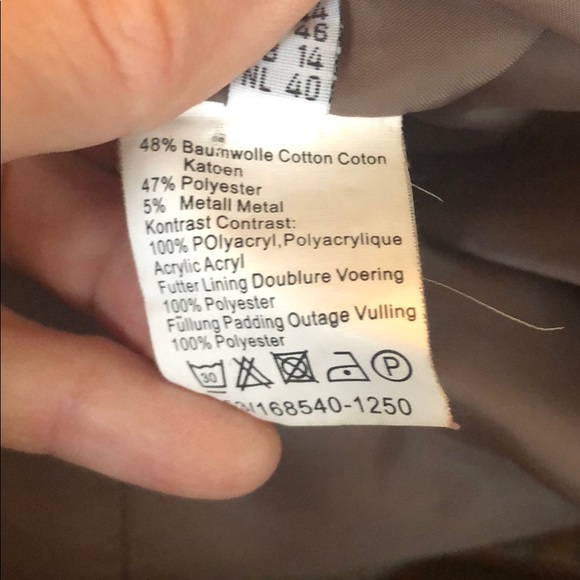 46
14
NL 40
48% Baumwolle Cotton Coton
Katoen
47% Polyester
5% Metall Metal
Kontrast Contrast:
100% POlyacryl,Polyacrylique
Acrylic Acryl
Futter Lining Doublure Voering
100% Polyester
Füllung Padding Outage Vulling
100% Polyester
30 P
/168540-1250